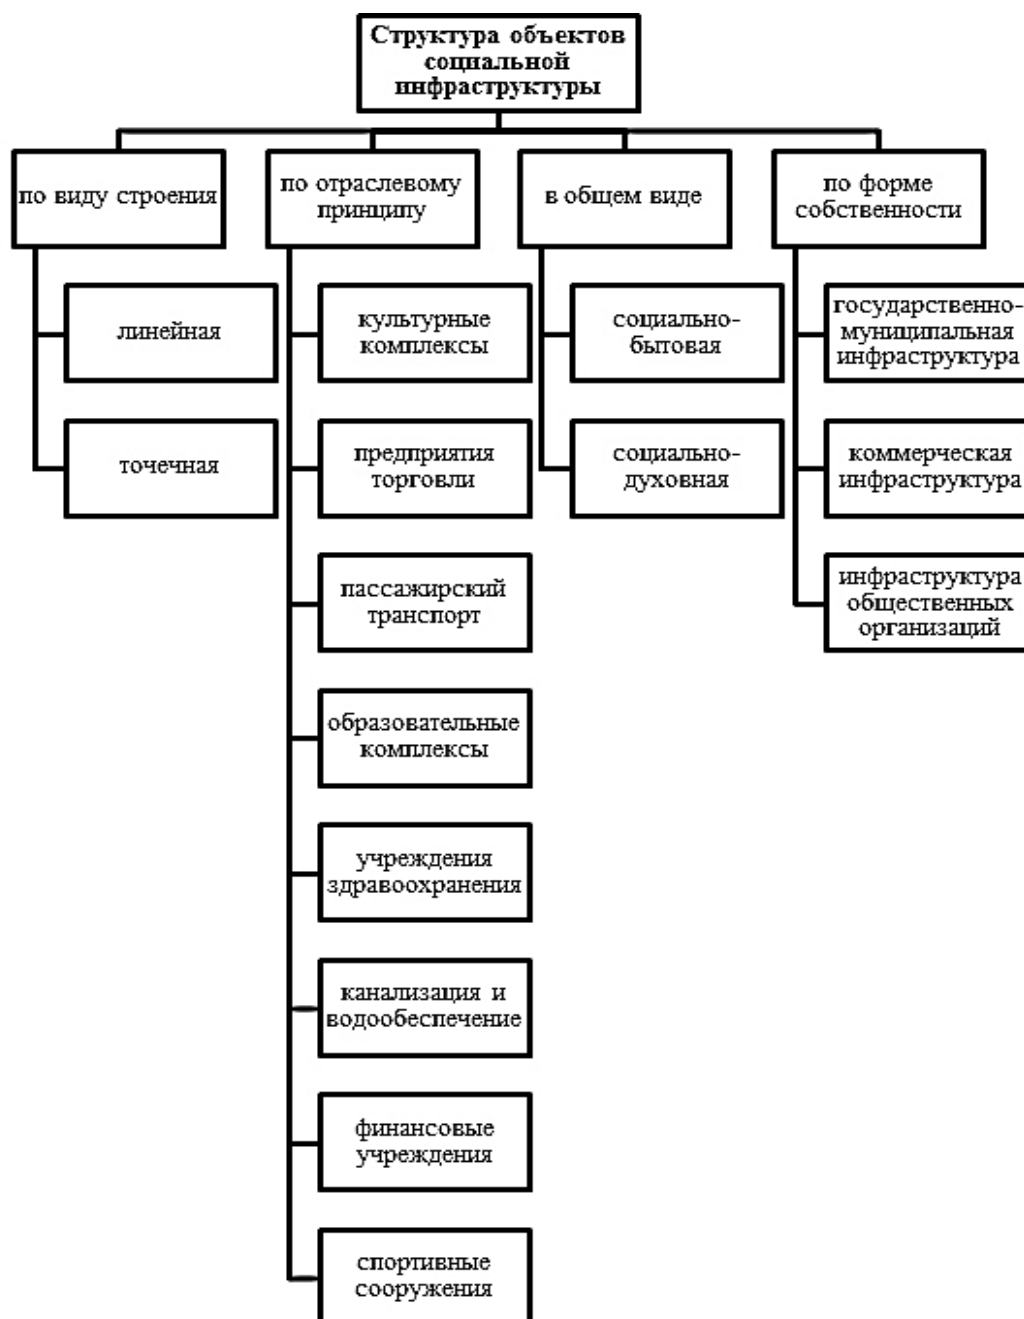 Структура объектов
социальной
инфраструктуры
по виду строения
по отраслевому
принципу
в общем виде
по форме
собственности
линейная
точечная
культурные
комплексы
предприятия
торговли
пассажирский
транспорт
образовательные
комплексы
учреждения
здравоохранения
канализация и
водообеспечение
финансовые
учреждения
спортивные
сооружения
социально-
бытовая
социально-
духовная
государственно-
муниципальная
инфраструктура
коммерческая
инфраструктура
инфраструктура
общественных
организаций